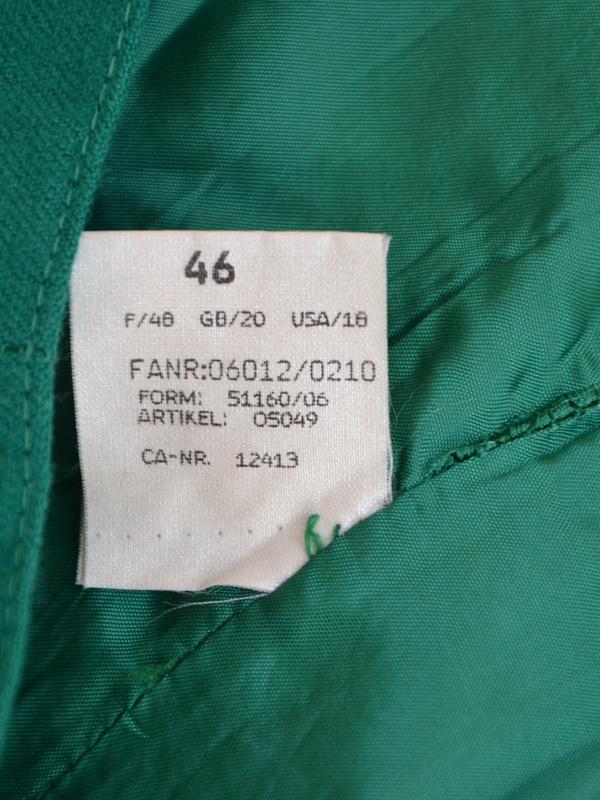 46
F/48 GB/20 USA/18
FANR:06012/0210
FORM: 51160/06
ARTIKEL: 05049
CA-NR. 12413